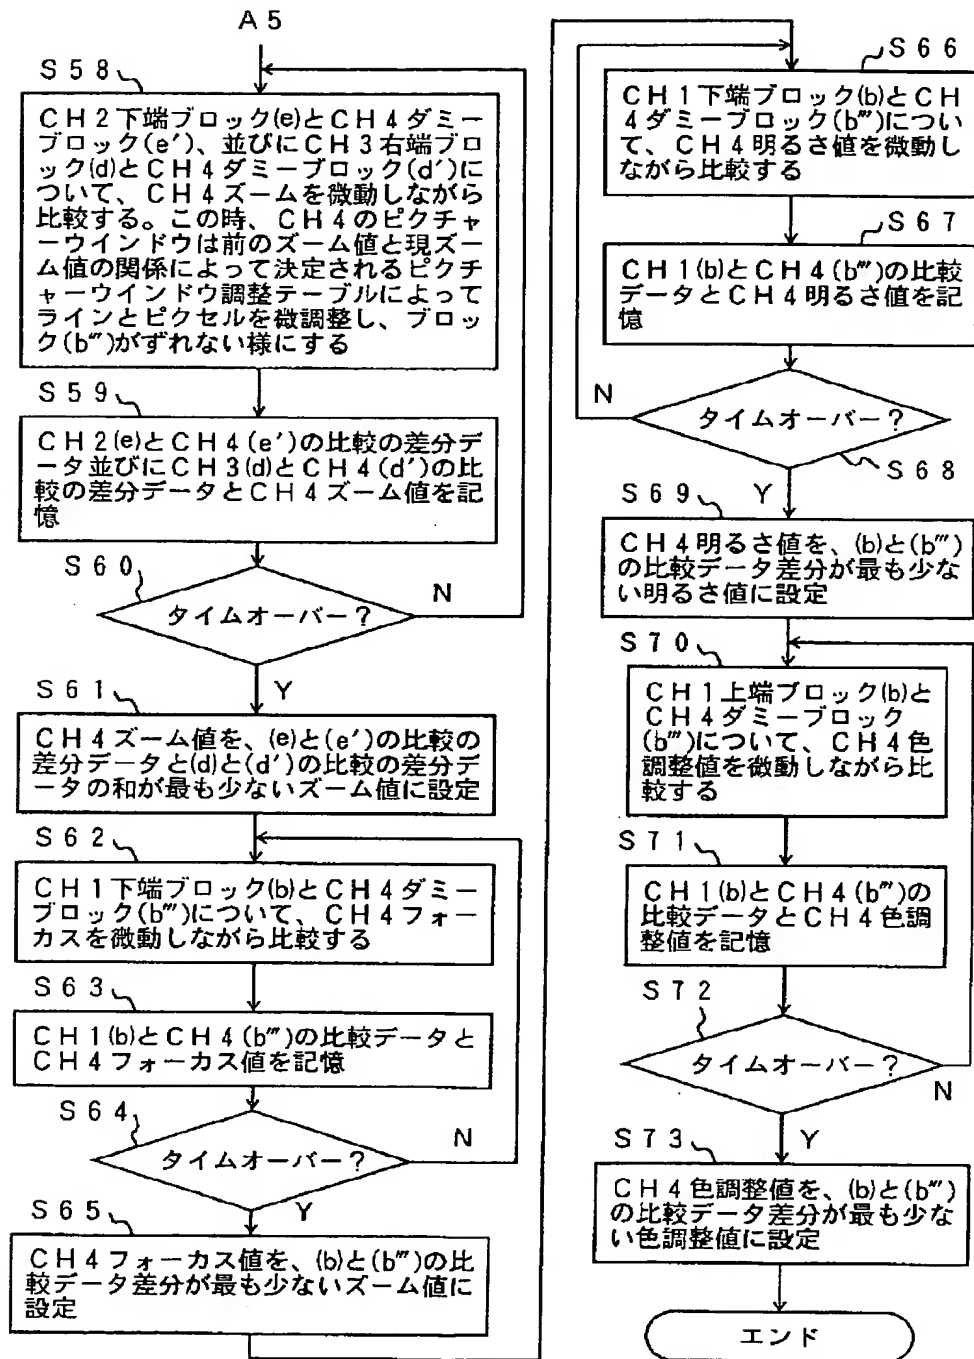 A5
S58
CH2下端ブロック(e)とCH4ダミー
ブロック(e′)、並びにCH3右端ブ
ロック(d)とCH4ダミーブロック(d′)に
ついて、CH4ズームを微動しながら
比較する。この時、CH4のピクチャ
ーウインドウは前のズーム値と現ズー
ム値の関係によって決定されるピクチ
ャーウインドウ調整テーブルによって
ラインとピクセルを微調整し、ブロッ
ク(b‴)がずれない様にする
S59
CH2(e)とCH4(e′)の比較の差分デ
ータ並びにCH3(d)とCH4(d′)の比
較の差分データとCH4ズーム値を記
憶
S60
タイムオーバー?
N
Y
S61
CH4ズーム値を、(e)と(e′)の比較の
差分データと(d)と(d′)の比較の差分デ
ータの和が最も少ないズーム値に設定
S62
CH1下端ブロック(b)とCH4ダミー
ブロック(b‴)について、CH4フォー
カスを微動しながら比較する
S63
CH1(b)とCH4(b‴)の比較データと
CH4フォーカス値を記憶
S64
タイムオーバー?
N
Y
S65
CH4フォーカス値を、(b)と(b‴)の比
較データ差分が最も少ないズーム値に
設定
S66
CH1下端ブロック(b)とCH
4ダミーブロック(b‴)につい
て、CH4明るさ値を微動し
ながら比較する
S67
CH1(b)とCH4(b‴)の比較
データとCH4明るさ値を記
憶
N
タイムオーバー?
S68
Y
S69
CH4明るさ値を、(b)と(b‴)
の比較データ差分が最も少な
い明るさ値に設定
S70
CH1上端ブロック(b)と
CH4ダミーブロック
(b‴)について、CH4色
調整値を微動しながら比
較する
S71
CH1(b)とCH4(b‴)の
比較データとCH4色調
整値を記憶
S72
タイムオーバー?
N
Y
S73
CH4色調整値を、(b)と(b‴)
の比較データ差分が最も少な
い色調整値に設定
エンド